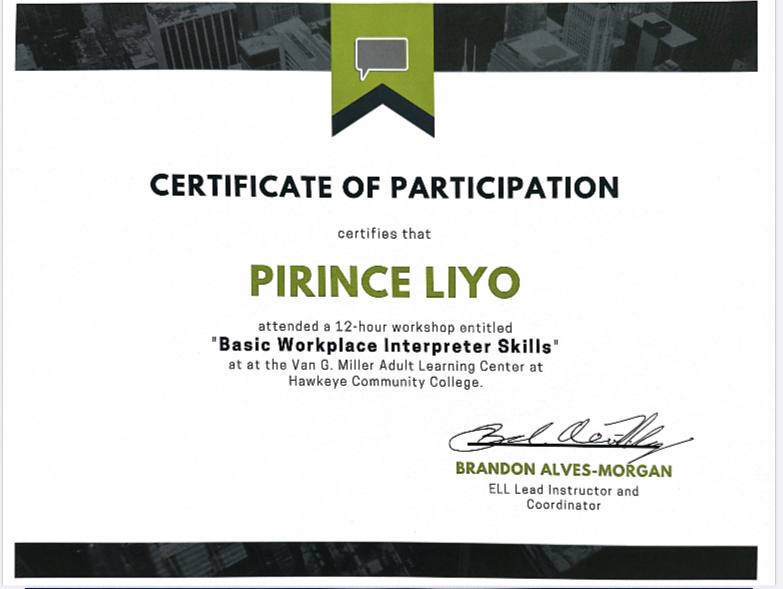 CERTIFICATE OF PARTICIPATION
certifies that
PIRINCE LIYO
attended a 12-hour workshop entitled
"Basic Workplace Interpreter Skills"
at at the Van G. Miller Adult Learning Center at
Hawkeye Community College.
BRANDON ALVES-MORGAN
ELL Lead Instructor and
Coordinator